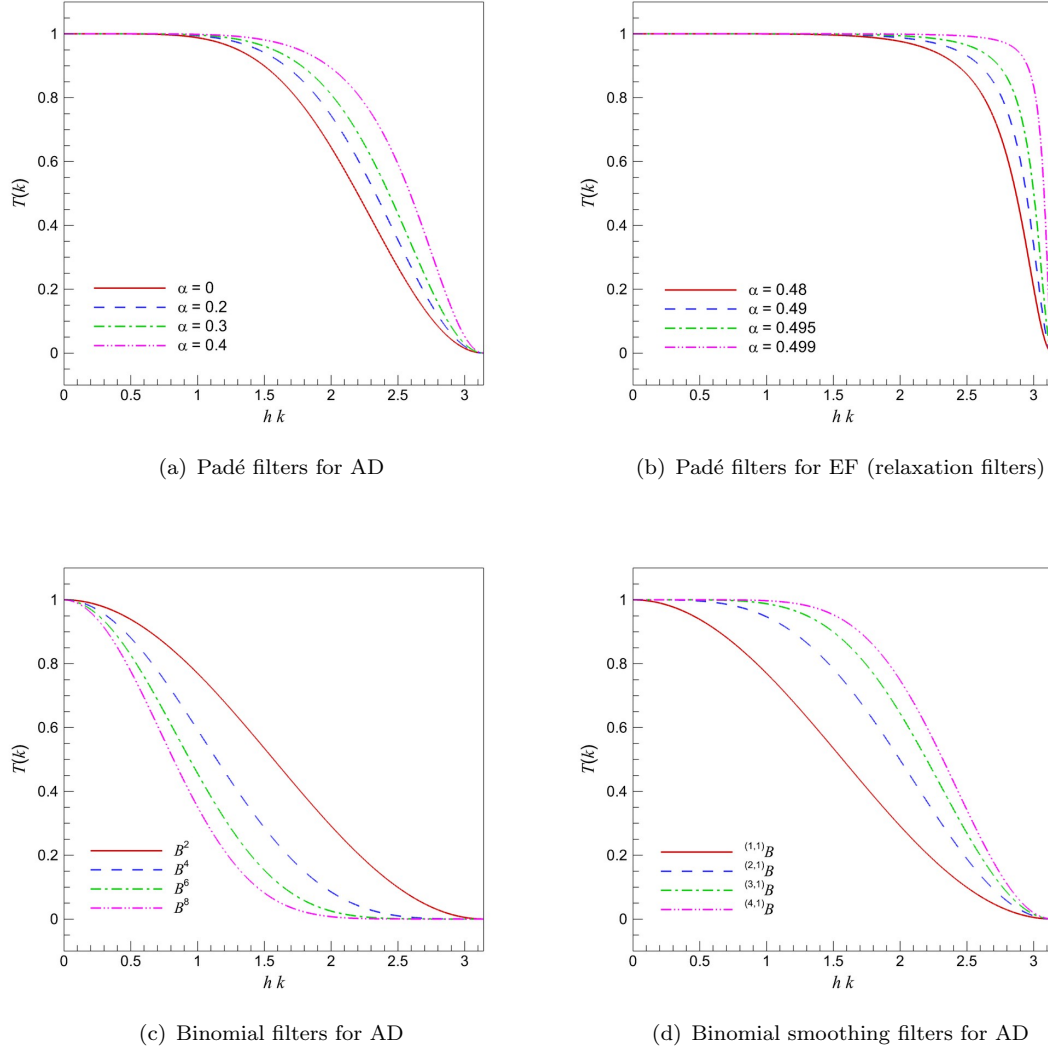 1
0.8
0.6
0.4
0.2
0
T(k)
α = 0
α = 0.2
α = 0.3
α = 0.4
0 0.5 1 1.5 2 2.5 3
h k
(a) Padé filters for AD
1
0.8
0.6
0.4
0.2
0
T(k)
α = 0.48
α = 0.49
α = 0.495
α = 0.499
0 0.5 1 1.5 2 2.5 3
h k
(b) Padé filters for EF (relaxation filters)
1
0.8
0.6
0.4
0.2
0
T(k)
B²
B⁴
B⁶
B⁸
0 0.5 1 1.5 2 2.5 3
h k
(c) Binomial filters for AD
1
0.8
0.6
0.4
0.2
0
T(k)
⁽¹,¹⁾B
⁽²,¹⁾B
⁽³,¹⁾B
⁽⁴,¹⁾B
0 0.5 1 1.5 2 2.5 3
h k
(d) Binomial smoothing filters for AD